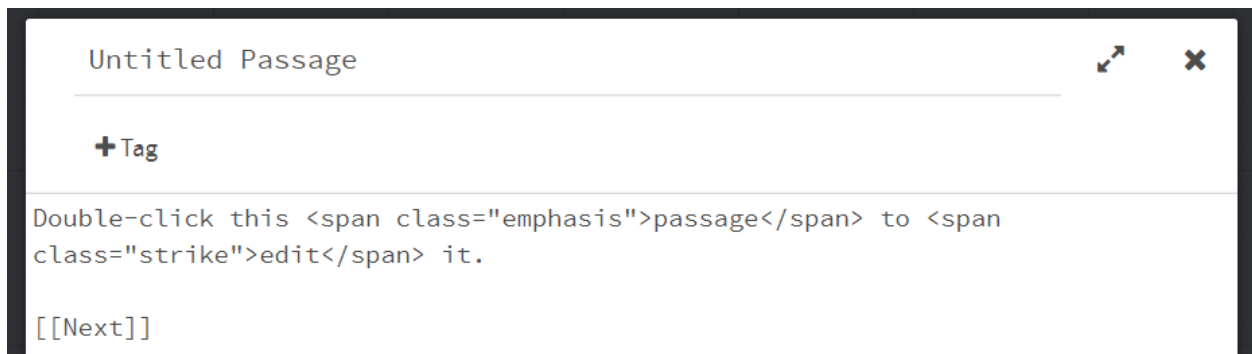 Untitled Passage
+Tag
Double-click this <span class="emphasis">passage</span> to <span
class="strike">edit</span> it.
[[Next]]